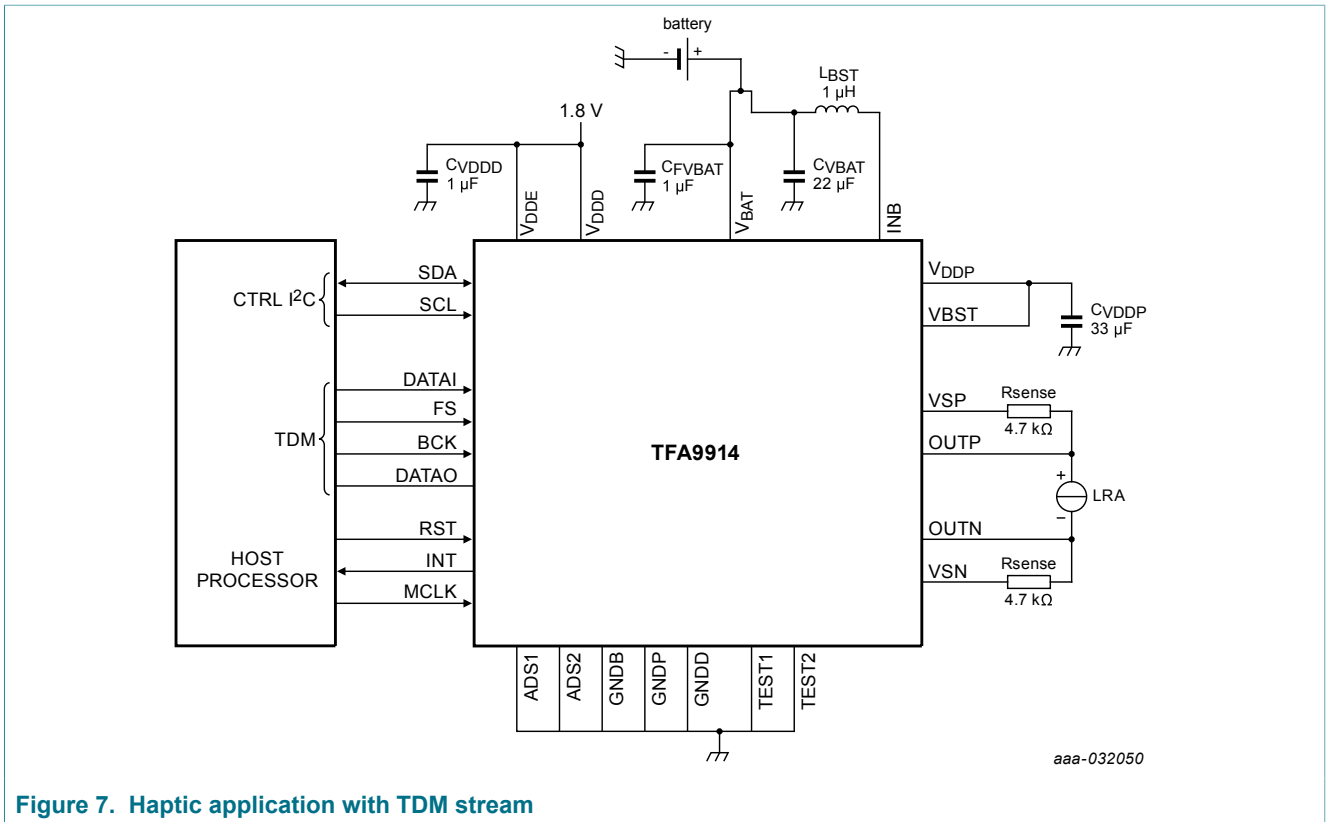 battery
- +
LBST
1 µH
1.8 V
CVDDD
1 µF
CFVBAT
1 µF
CVBAT
22 µF
VDDE
VDDD
VBAT
INB
CTRL I²C
SDA
SCL
TDM
DATAI
FS
BCK
DATAO
RST
INT
MCLK
HOST
PROCESSOR
TFA9914
VDDP
VBST
CVDDP
33 µF
VSP
Rsense
4.7 kΩ
OUTP
+
LRA
−
OUTN
VSN
Rsense
4.7 kΩ
ADS1
ADS2
GNDB
GNDP
GNDD
TEST1
TEST2
aaa-032050
Figure 7. Haptic application with TDM stream